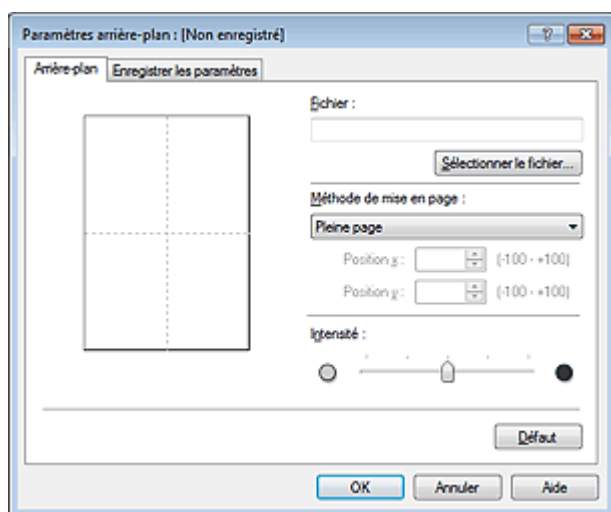 Paramètres arrière-plan : [Non enregistré]
Arrière-plan
Enregistrer les paramètres
Fichier :
Sélectionner le fichier...
Méthode de mise en page :
Pleine page
Position x : (-100 - +100)
Position y : (-100 - +100)
Intensité :
Défaut
OK Annuler Aide